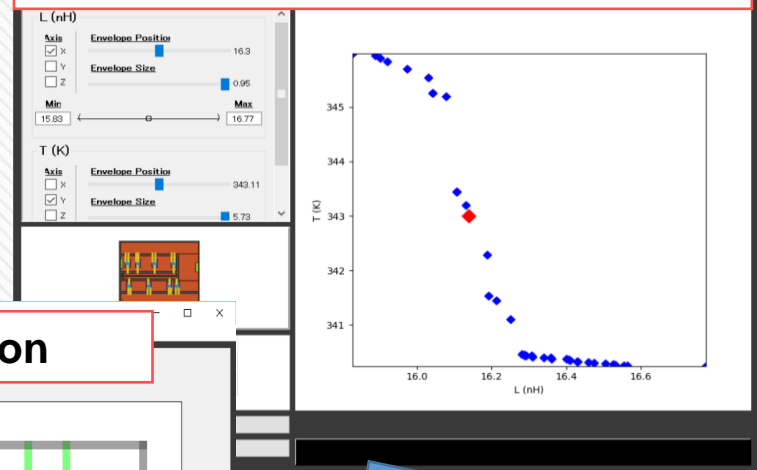 L (nH)
Axis Envelope Position
X 16.3
Y Envelope Size
Z 0.95
Min Max
15.83 16.77
T (K)
Axis Envelope Position
X 343.11
Y Envelope Size
Z 5.73
on
345
344
343
342
341
T (K)
16.0 16.2 16.4 16.6
L (nH)